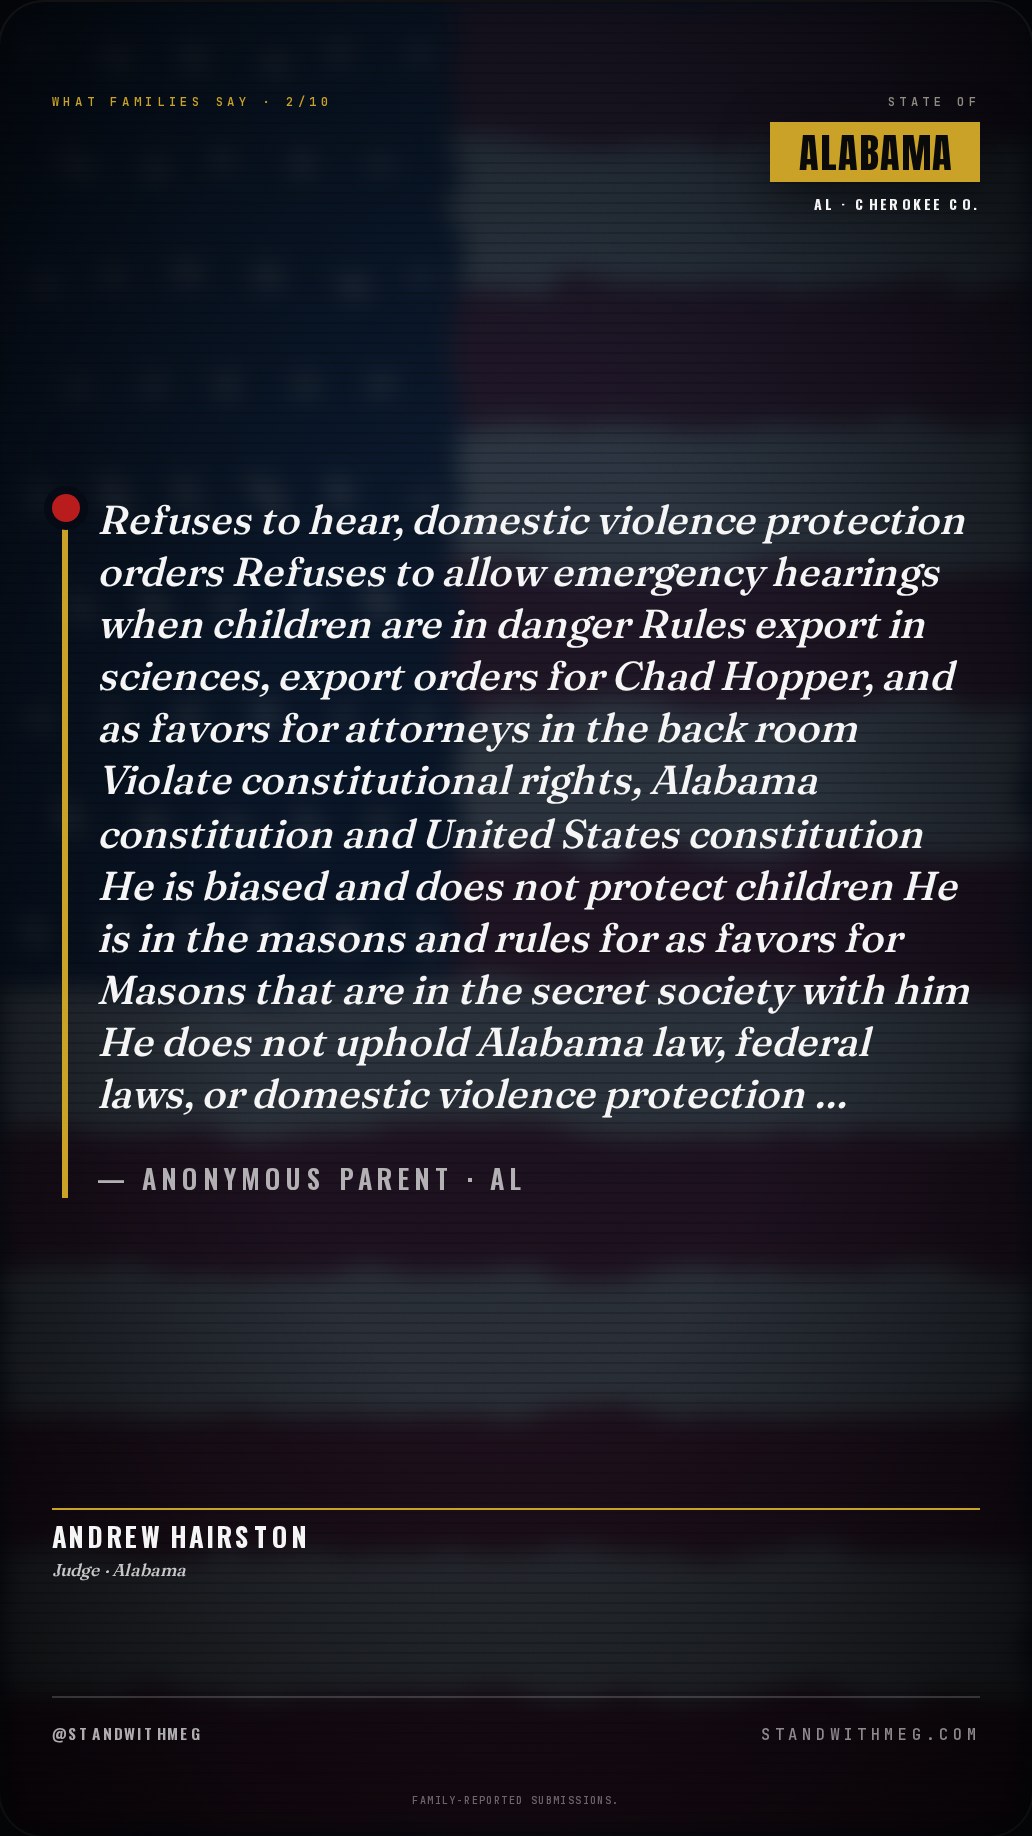 WHAT FAMILIES SAY · 2/10
STATE OF
ALABAMA
AL · CHEROKEE CO.
Refuses to hear, domestic violence protection
orders Refuses to allow emergency hearings
when children are in danger Rules export in
sciences, export orders for Chad Hopper, and
as favors for attorneys in the back room
Violate constitutional rights, Alabama
constitution and United States constitution
He is biased and does not protect children He
is in the masons and rules for as favors for
Masons that are in the secret society with him
He does not uphold Alabama law, federal
laws, or domestic violence protection ...
— ANONYMOUS PARENT · AL
ANDREW HAIRSTON
Judge · Alabama
@STANDWITHMEG
STANDWITHMEG.COM
FAMILY-REPORTED SUBMISSIONS.